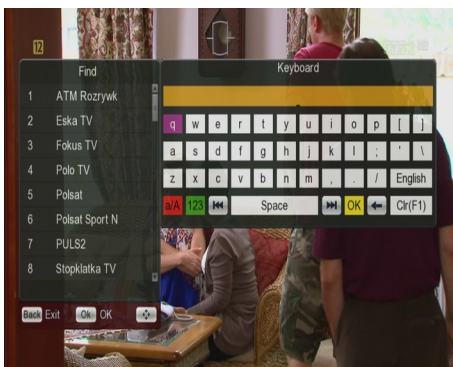 12
Find
1 ATM Rozrywk
2 Eska TV
3 Fokus TV
4 Polo TV
5 Polsat
6 Polsat Sport N
7 PULS2
8 Stopklatka TV
Back Exit Ok OK
Keyboard
q w e r t y u i o p [ ]
a s d f g h j k l ; ' \
z x c v b n m , . / English
a/A 123 Space OK Clr(F1)